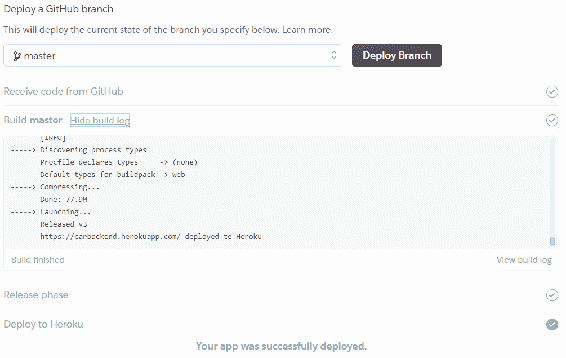 Deploy a GitHub branch
This will deploy the current state of the branch you specify below. Learn more.
master
Deploy Branch
Receive code from GitHub
Build master Hide build log
[INFO]
-----> Discovering process types
Procfile declares types -> (none)
Default types for buildpack -> web
-----> Compressing...
Done: 77.9M
-----> Launching...
Released v3
https://carbackend.herokuapp.com/ deployed to Heroku
Build finished
View build log
Release phase
Deploy to Heroku
Your app was successfully deployed.